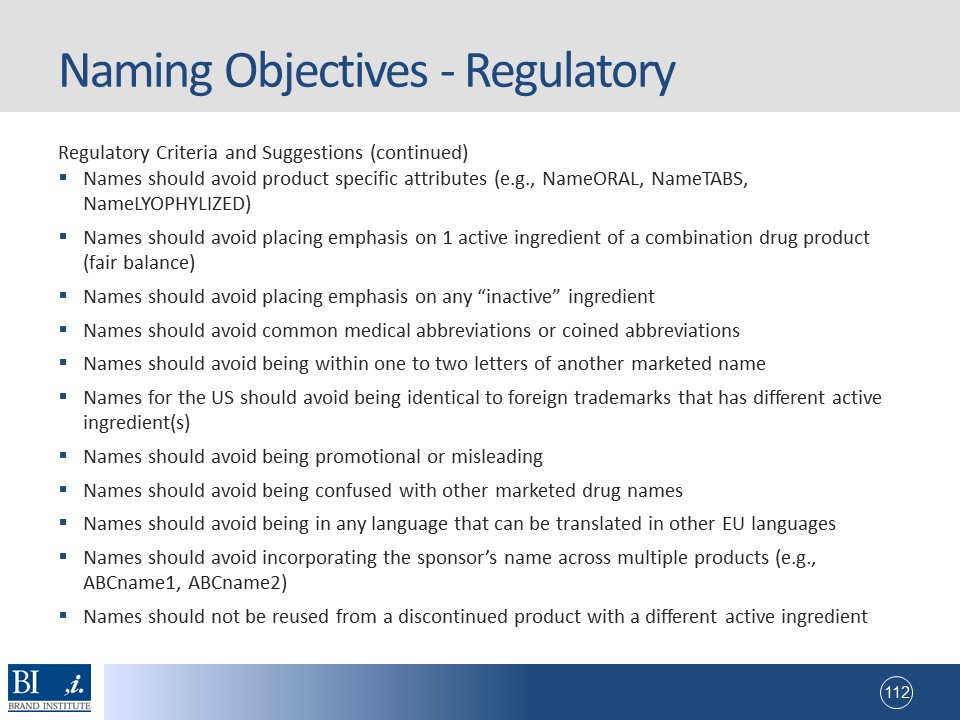 Naming Objectives - Regulatory
Regulatory Criteria and Suggestions (continued)
▪ Names should avoid product specific attributes (e.g., NameORAL, NameTABS,
NameLYOPHYLIZED)
▪ Names should avoid placing emphasis on 1 active ingredient of a combination drug product
(fair balance)
▪ Names should avoid placing emphasis on any “inactive” ingredient
▪ Names should avoid common medical abbreviations or coined abbreviations
▪ Names should avoid being within one to two letters of another marketed name
▪ Names for the US should avoid being identical to foreign trademarks that has different active
ingredient(s)
▪ Names should avoid being promotional or misleading
▪ Names should avoid being confused with other marketed drug names
▪ Names should avoid being in any language that can be translated in other EU languages
▪ Names should avoid incorporating the sponsor’s name across multiple products (e.g.,
ABCname1, ABCname2)
▪ Names should not be reused from a discontinued product with a different active ingredient
BI ,i.
BRAND INSTITUTE
112